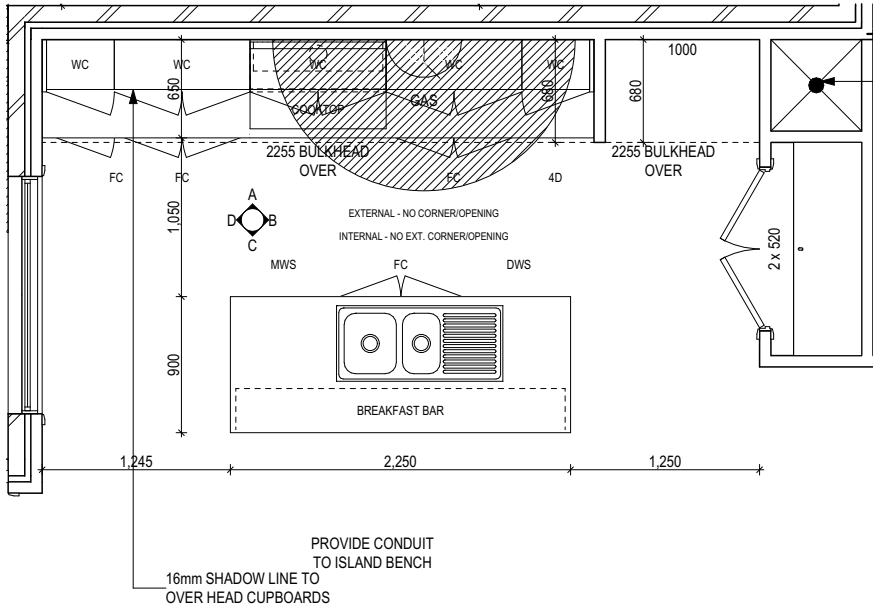 1000
WC
WC
WC
WC
WC
650
680
680
COOKTOP
GAS
2255 BULKHEAD
OVER
2255 BULKHEAD
OVER
FC
FC
FC
4D
1,050
A
D
B
C
EXTERNAL - NO CORNER/OPENING
INTERNAL - NO EXT. CORNER/OPENING
2 x 520
MWS
FC
DWS
900
BREAKFAST BAR
1,245
2,250
1,250
PROVIDE CONDUIT
TO ISLAND BENCH
16mm SHADOW LINE TO
OVER HEAD CUPBOARDS